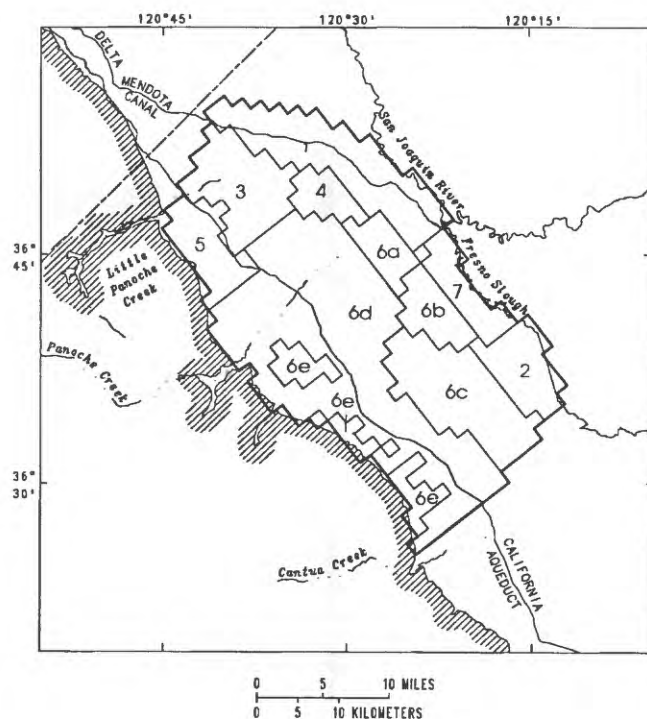 120°45'
120°30'
120°15'
DELTA
MENDOTA
CANAL
San Joaquin River
1
3
4
36°
45'
5
6a
Fresno Slough
7
Little
Panoche
Creek
6d
6b
Panoche Creek
6e
2
6e
6c
36°
30'
6e
Cantua Creek
CALIFORNIA
AQUEDUCT
0 5 10 MILES
0 5 10 KILOMETERS